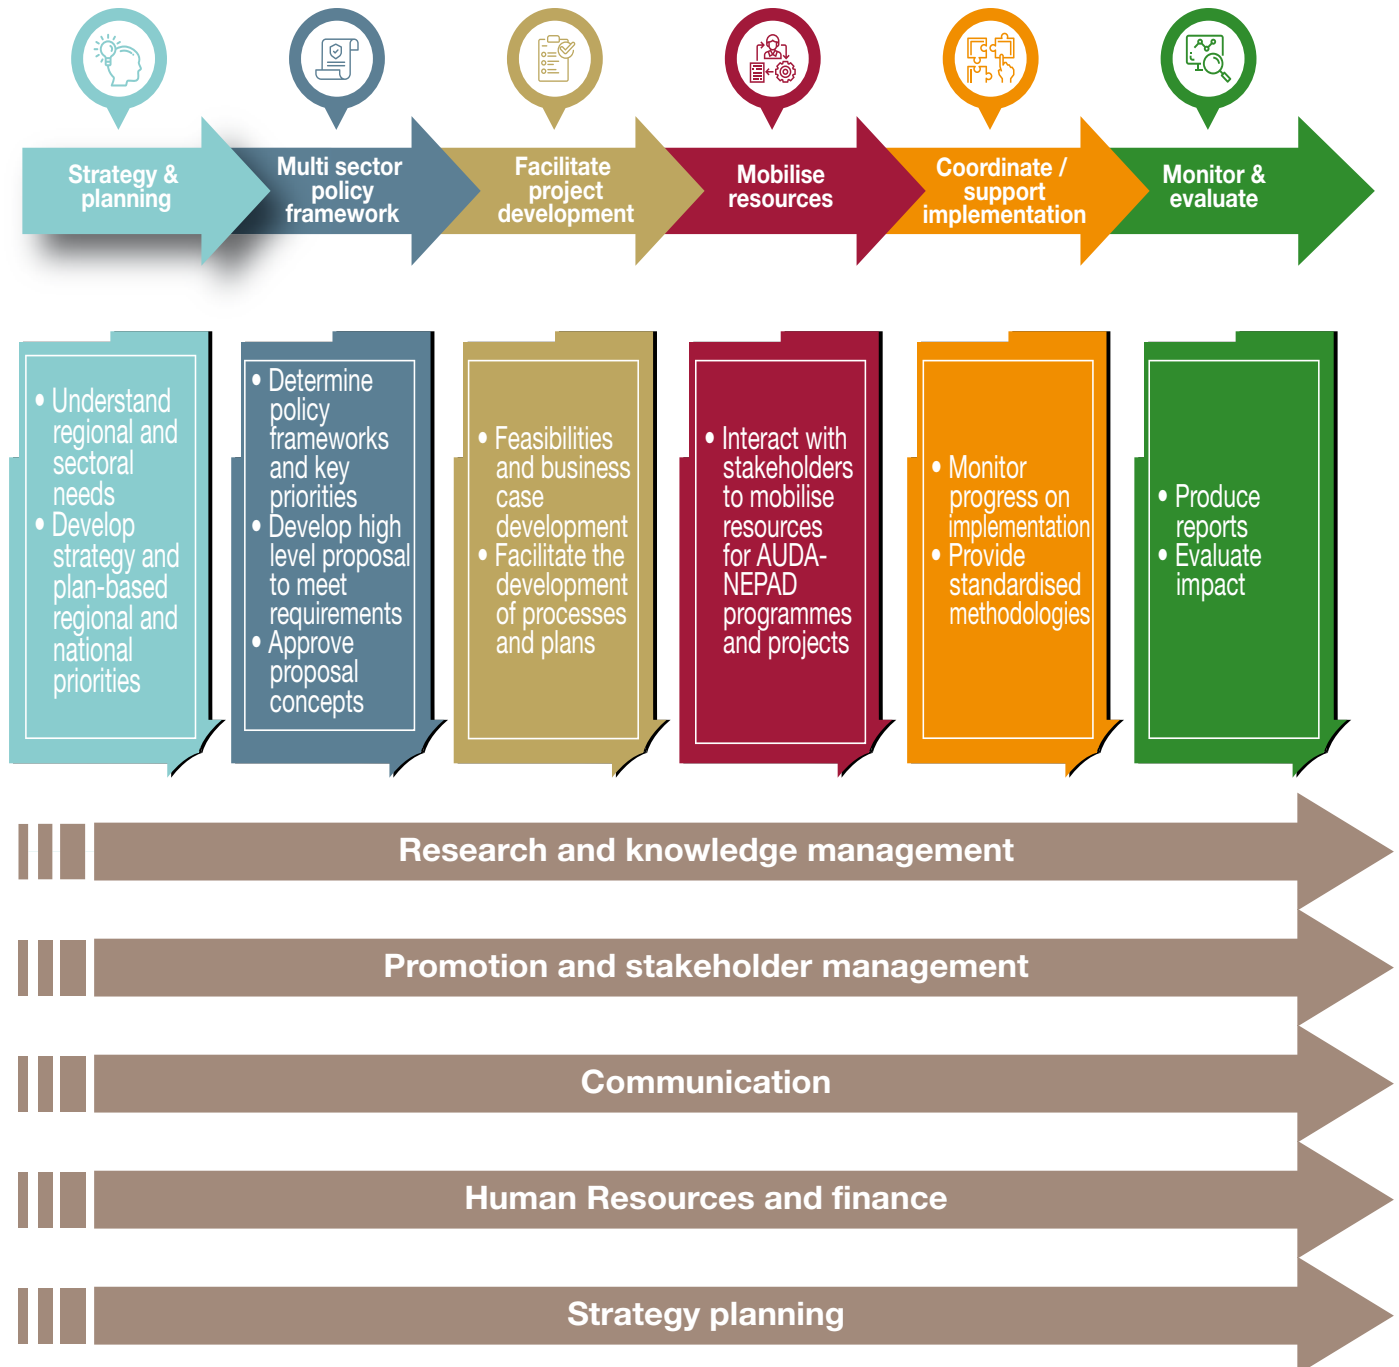 Strategy &
planning
Multi sector
policy
framework
Facilitate
project
development
Mobilise
resources
Coordinate /
support
implementation
Monitor &
evaluate
• Understand
regional and
sectoral
needs
• Develop
strategy and
plan-based
regional and
national
priorities
• Determine
policy
frameworks
and key
priorities
• Develop high
level proposal
to meet
requirements
• Approve
proposal
concepts
• Feasibilities
and business
case
development
• Facilitate the
development
of processes
and plans
• Interact with
stakeholders
to mobilise
resources
for AUDA-
NEPAD
programmes
and projects
• Monitor
progress on
implementation
• Provide
standardised
methodologies
• Produce
reports
• Evaluate
impact
Research and knowledge management
Promotion and stakeholder management
Communication
Human Resources and finance
Strategy planning